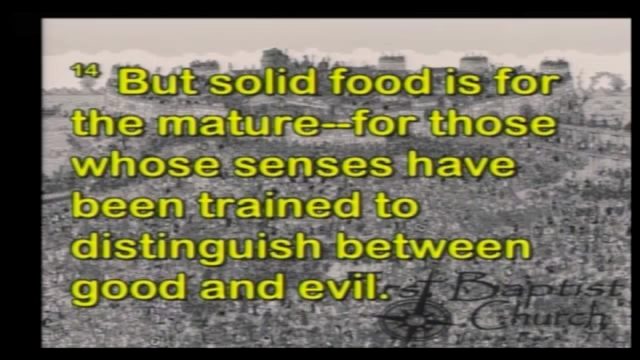 14 But solid food is for
the mature--for those
whose senses have
been trained to
distinguish between
good and evil.
First Baptist
Church